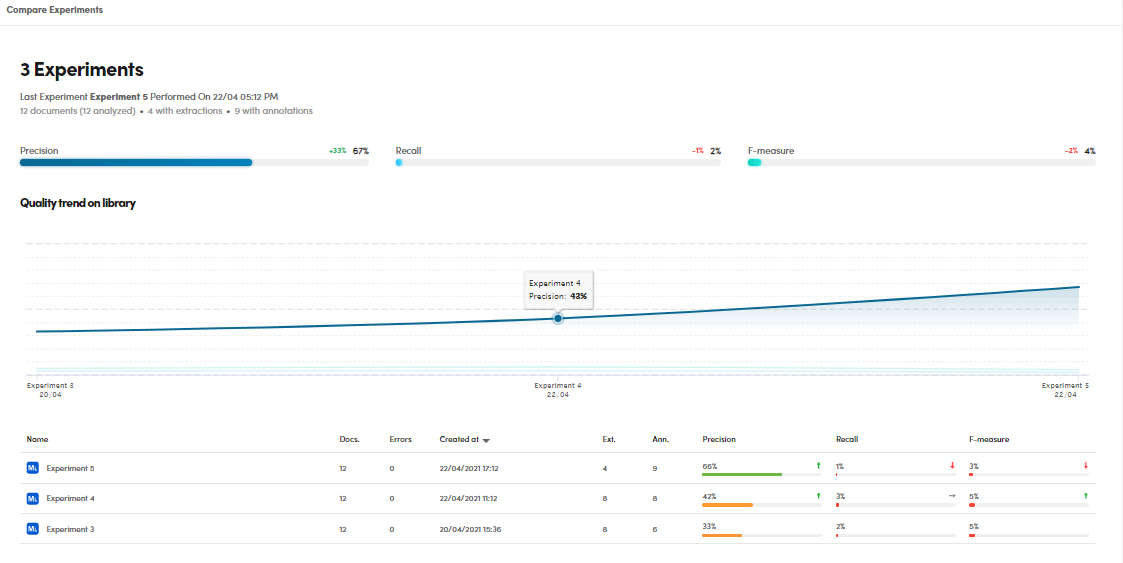 Compare Experiments
3 Experiments
Last Experiment Experiment 5 Performed On 22/04 05:12 PM
12 documents (12 analyzed) • 4 with extractions • 9 with annotations
Precision +33% 67% Recall -1% 2% F-measure -2% 4%
Quality trend on library
Experiment 4
Precision: 43%
Experiment 3 Experiment 4 Experiment 5
20/04 22/04 22/04
Name Docs. Errors Created at Ext. Ann. Precision Recall F-measure
ML Experiment 5 12 0 22/04/2021 17:12 4 9 66% ↑ 1% ↓ 3% ↓
ML Experiment 4 12 0 22/04/2021 11:12 8 8 42% ↑ 3% → 5% ↑
ML Experiment 3 12 0 20/04/2021 15:36 8 6 33% 2% 5%